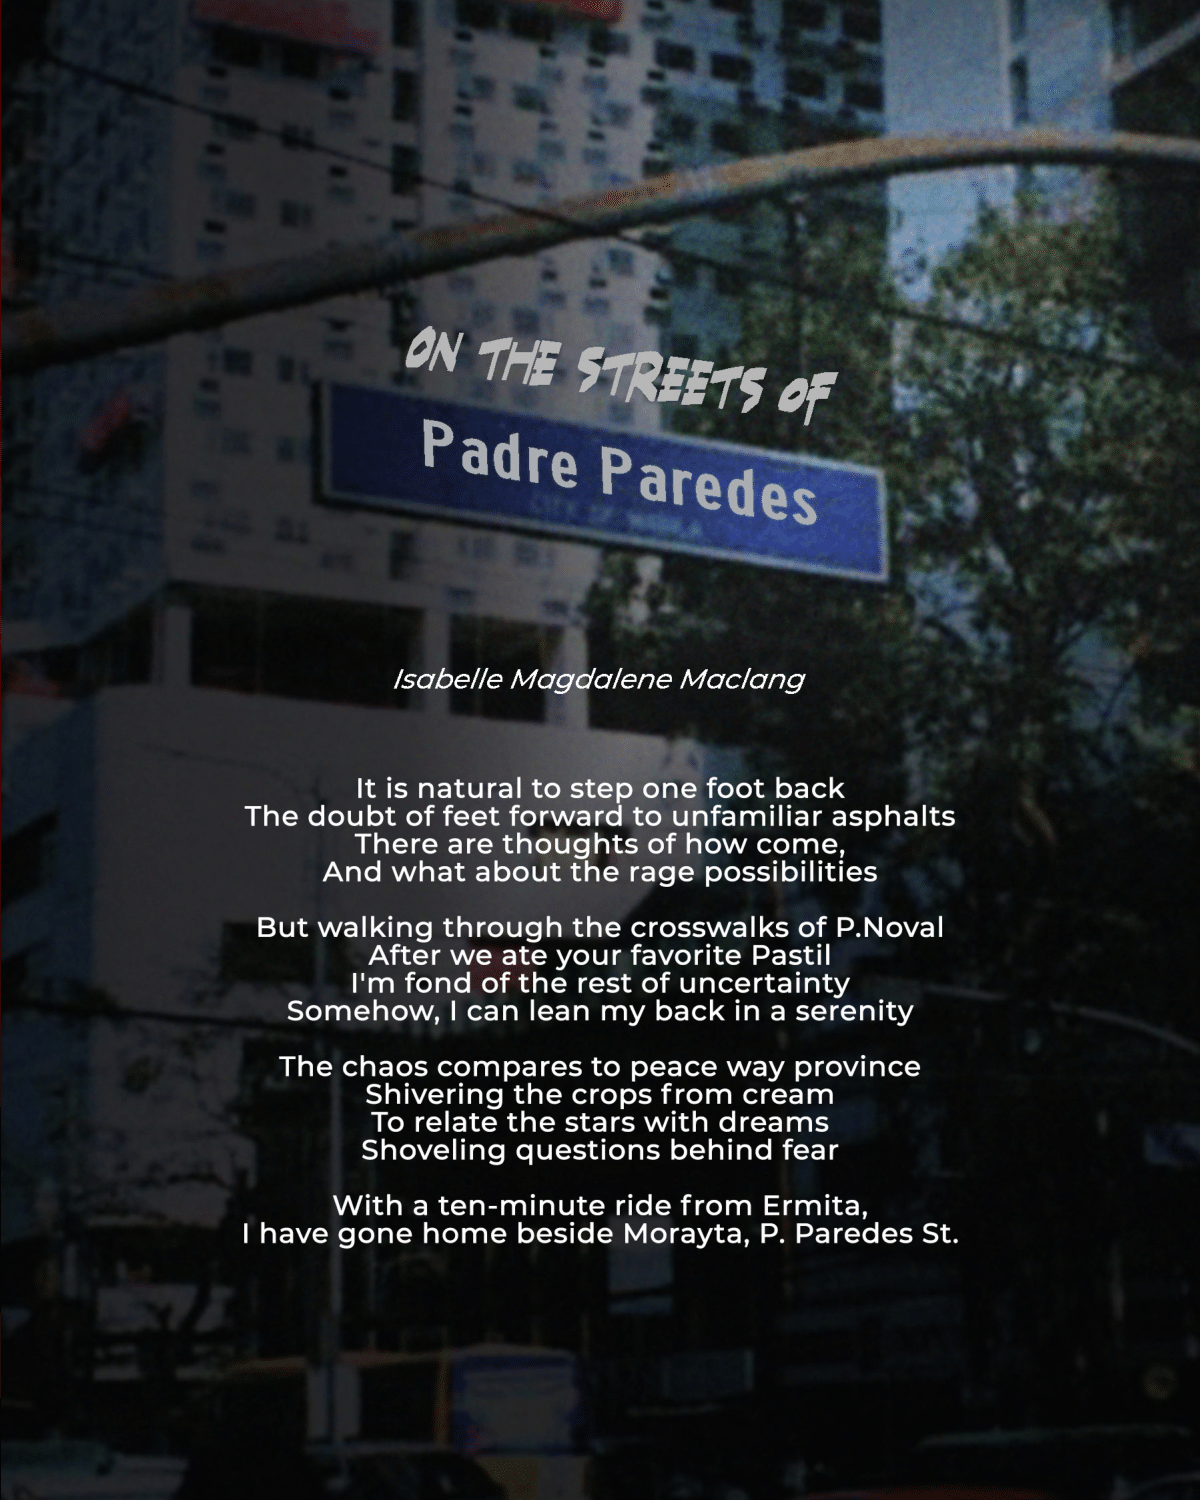 ON THE STREETS OF
Padre Paredes
CITY OF MANILA
Isabelle Magdalene Maclang
It is natural to step one foot back
The doubt of feet forward to unfamiliar asphalts
There are thoughts of how come,
And what about the rage possibilities
But walking through the crosswalks of P.Noval
After we ate your favorite Pastil
I'm fond of the rest of uncertainty
Somehow, I can lean my back in a serenity
The chaos compares to peace way province
Shivering the crops from cream
To relate the stars with dreams
Shoveling questions behind fear
With a ten-minute ride from Ermita,
I have gone home beside Morayta, P. Paredes St.